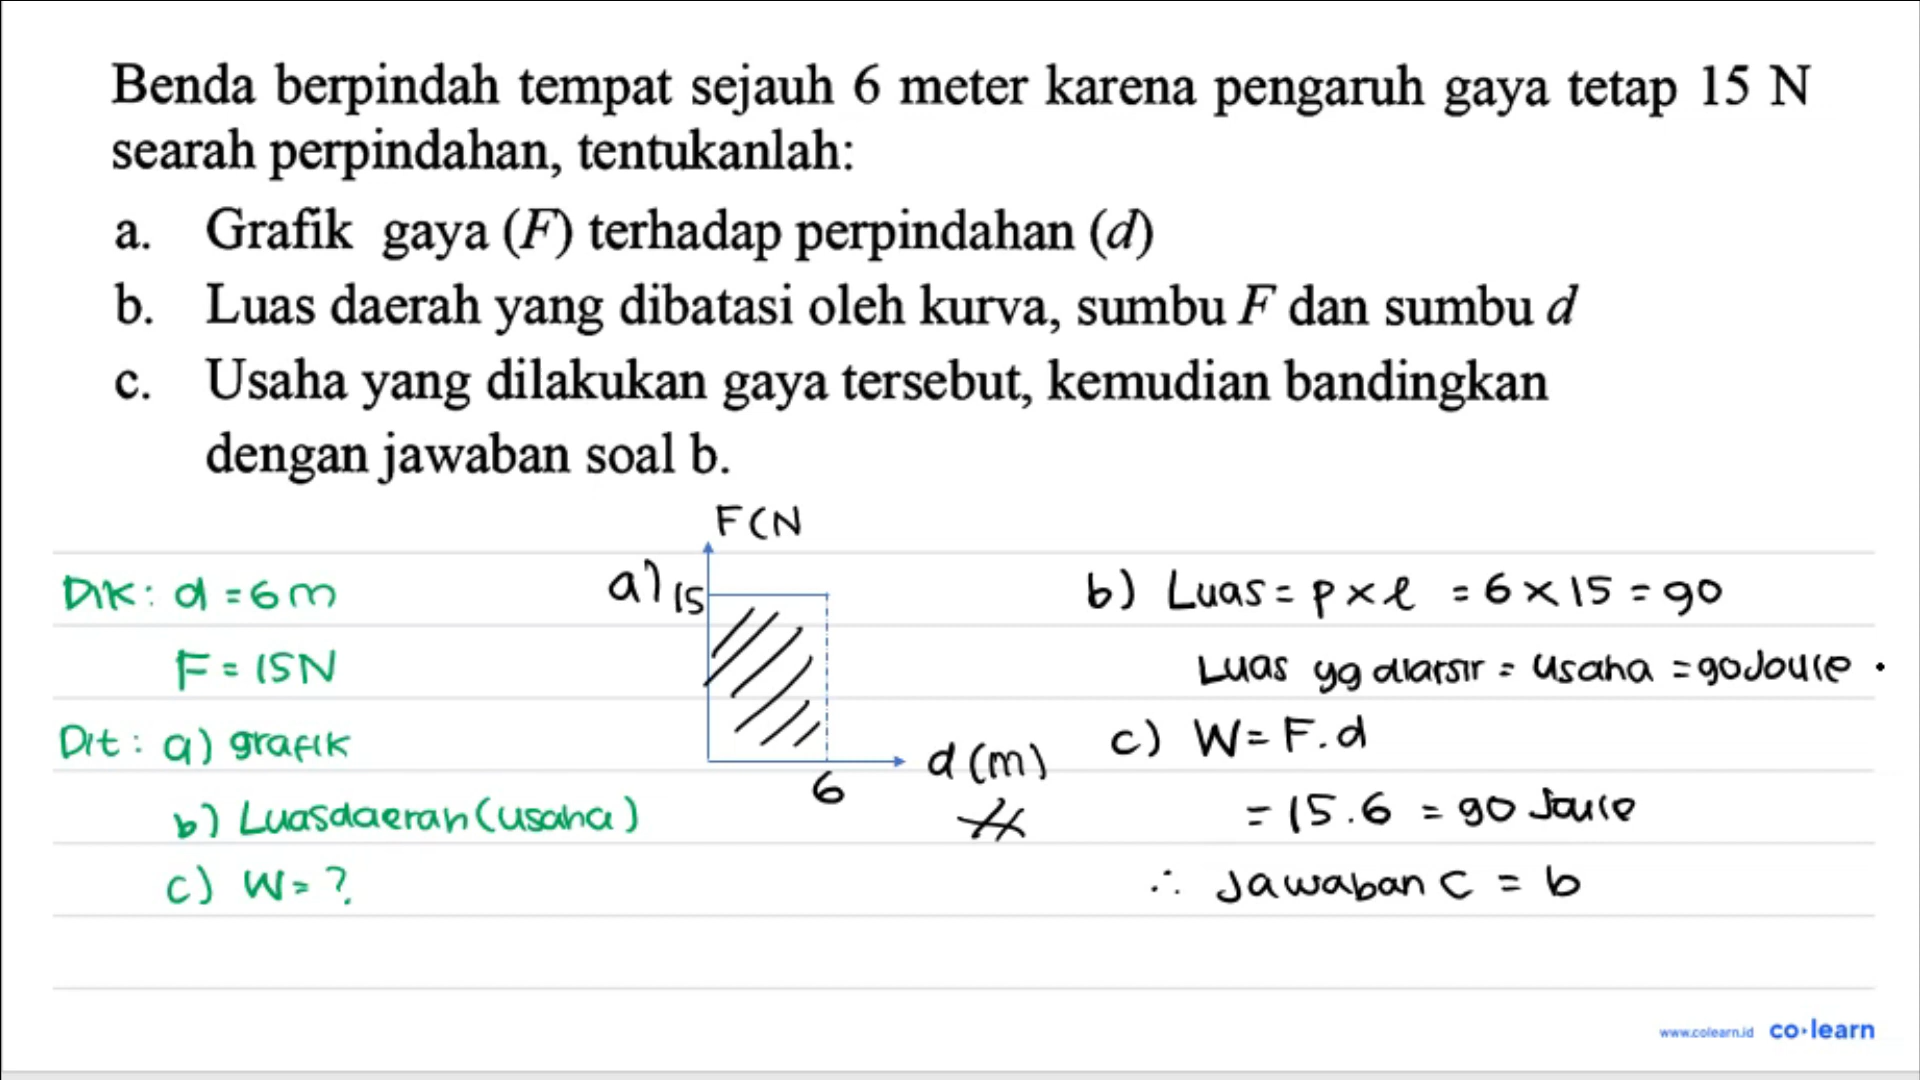 Benda berpindah tempat sejauh 6 meter karena pengaruh gaya tetap 15 N
searah perpindahan, tentukanlah:
a. Grafik gaya (F) terhadap perpindahan (d)
b. Luas daerah yang dibatasi oleh kurva, sumbu F dan sumbu d
c. Usaha yang dilakukan gaya tersebut, kemudian bandingkan
dengan jawaban soal b.
Dik: d = 6 m
F = 15 N
Dit: a) grafik
b) Luas daerah (usaha)
c) W = ?
F(N
a) 15
6
d (m)
b) Luas = p x l = 6 x 15 = 90
Luas yg diarsir = usaha = 90 Joule.
c) W = F.d
= 15.6 = 90 Joule
∴ Jawaban c = b
www.colearn.id co·learn